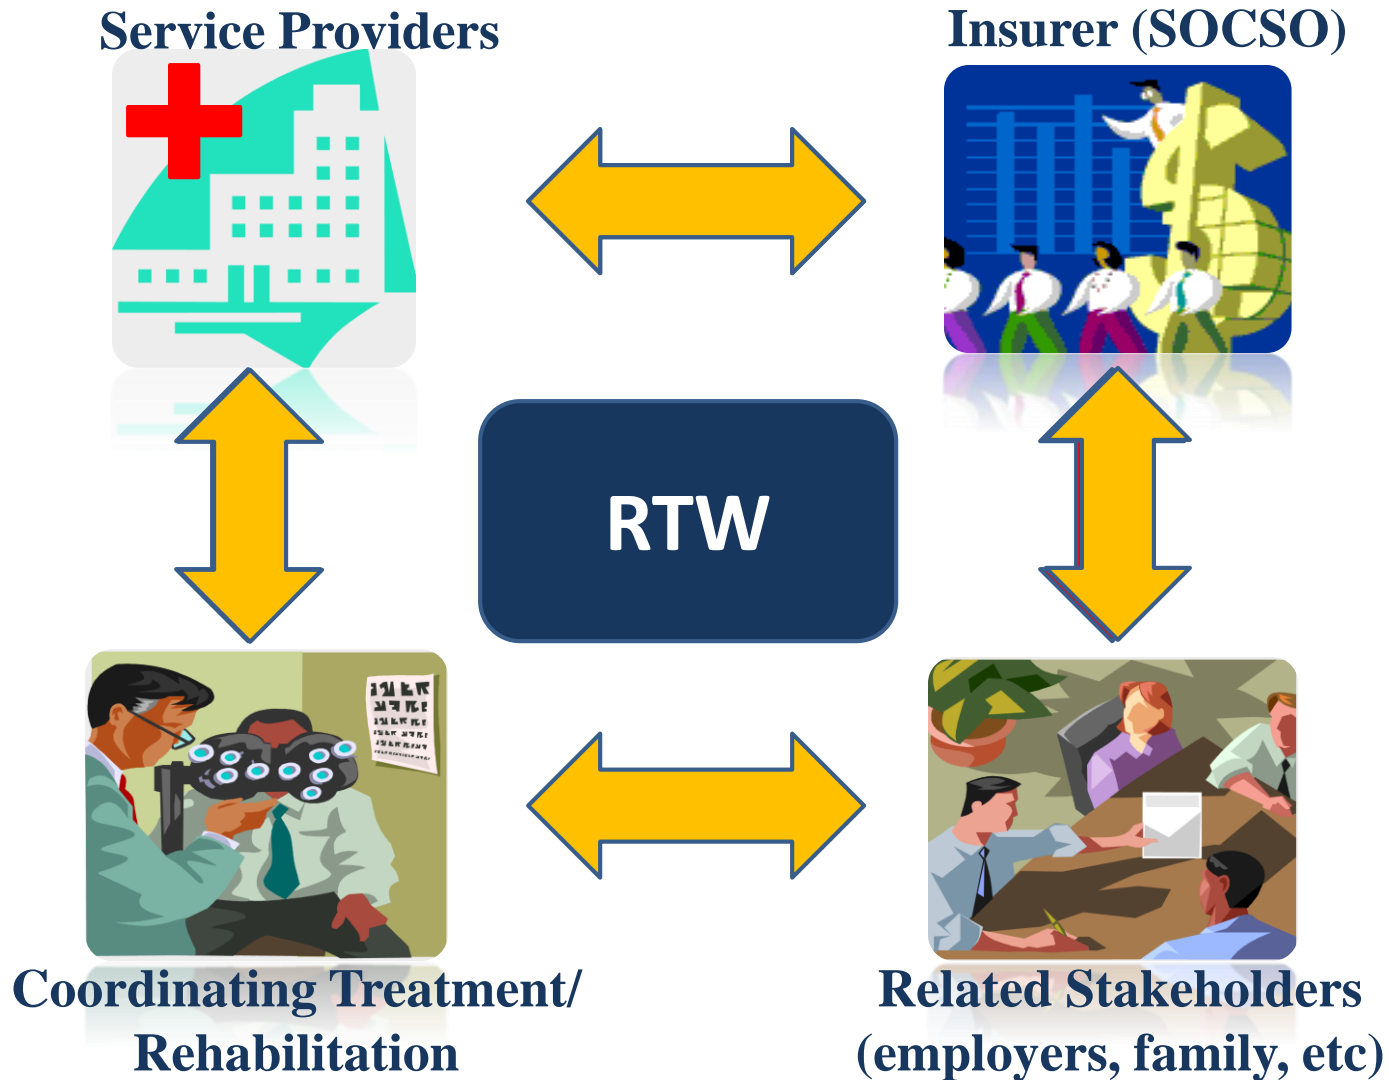 Service Providers
Insurer (SOCSO)
RTW
Coordinating Treatment/
Rehabilitation
Related Stakeholders
(employers, family, etc)